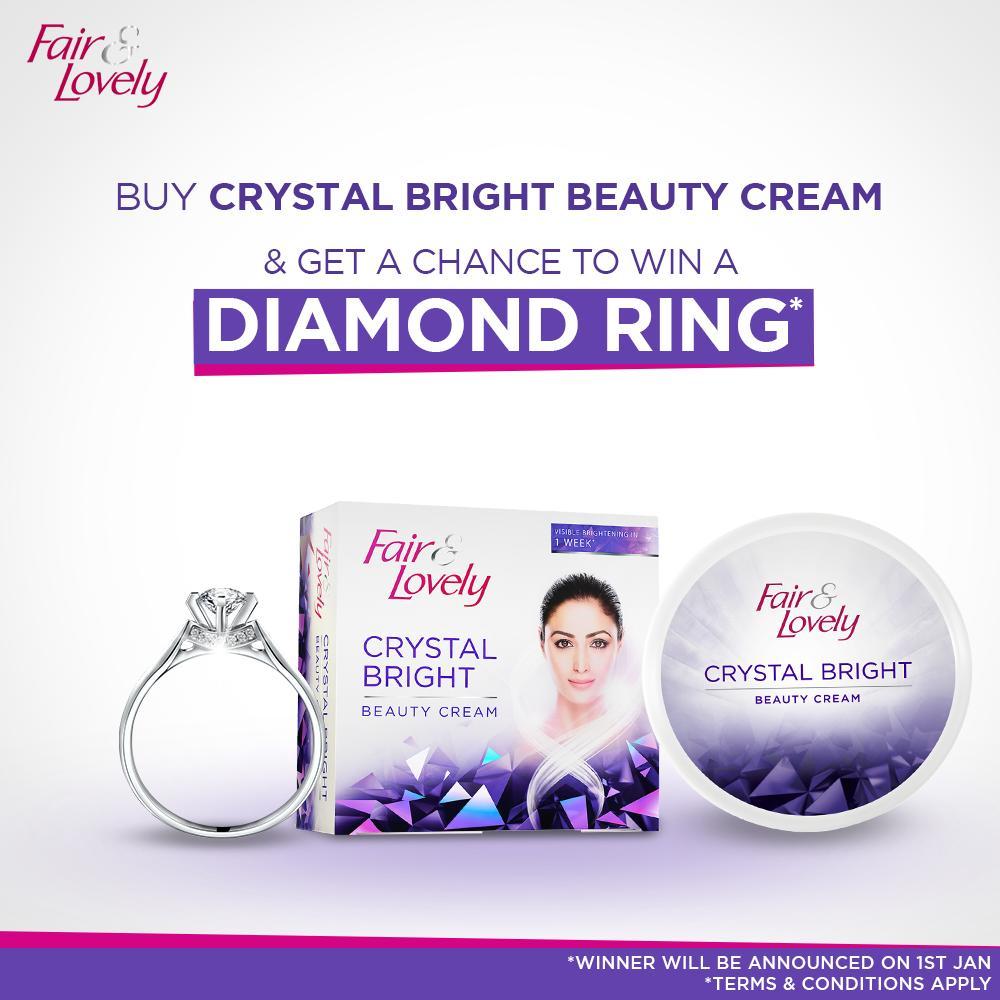 Fair &
Lovely
BUY CRYSTAL BRIGHT BEAUTY CREAM
& GET A CHANCE TO WIN A
DIAMOND RING*
Fair &
Lovely
CRYSTAL BRIGHT
BEAUTY
Fair &
Lovely
VISIBLE BRIGHTENING IN
1 WEEK*
CRYSTAL
BRIGHT
BEAUTY CREAM
Fair &
Lovely
CRYSTAL BRIGHT
BEAUTY CREAM
*WINNER WILL BE ANNOUNCED ON 1ST JAN
*TERMS & CONDITIONS APPLY